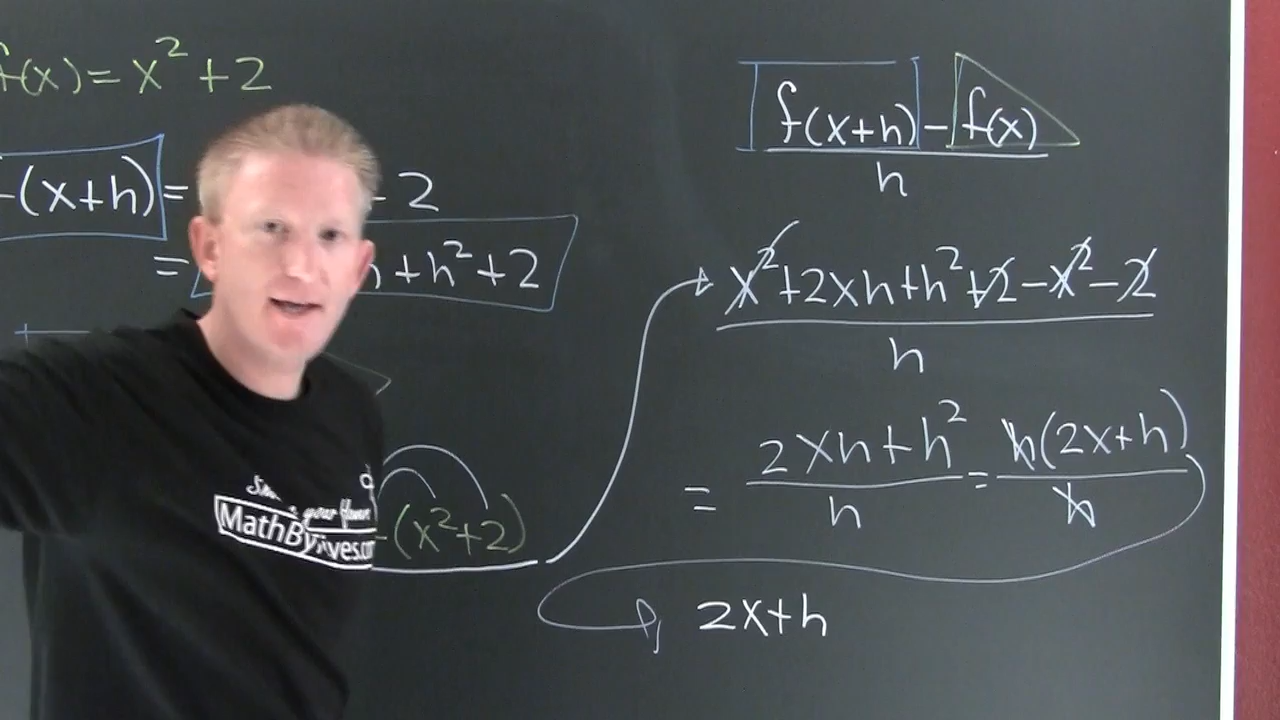 f(x) = x² + 2
f(x+h) - f(x)
h
(x+h) =
2
=
+ h² + 2
x² + 2xh + h² + 2 - x² - 2
h
= 2xh + h² / h = h(2x+h) / h
-(x²+2)
2x+h
your
MathByFives.com